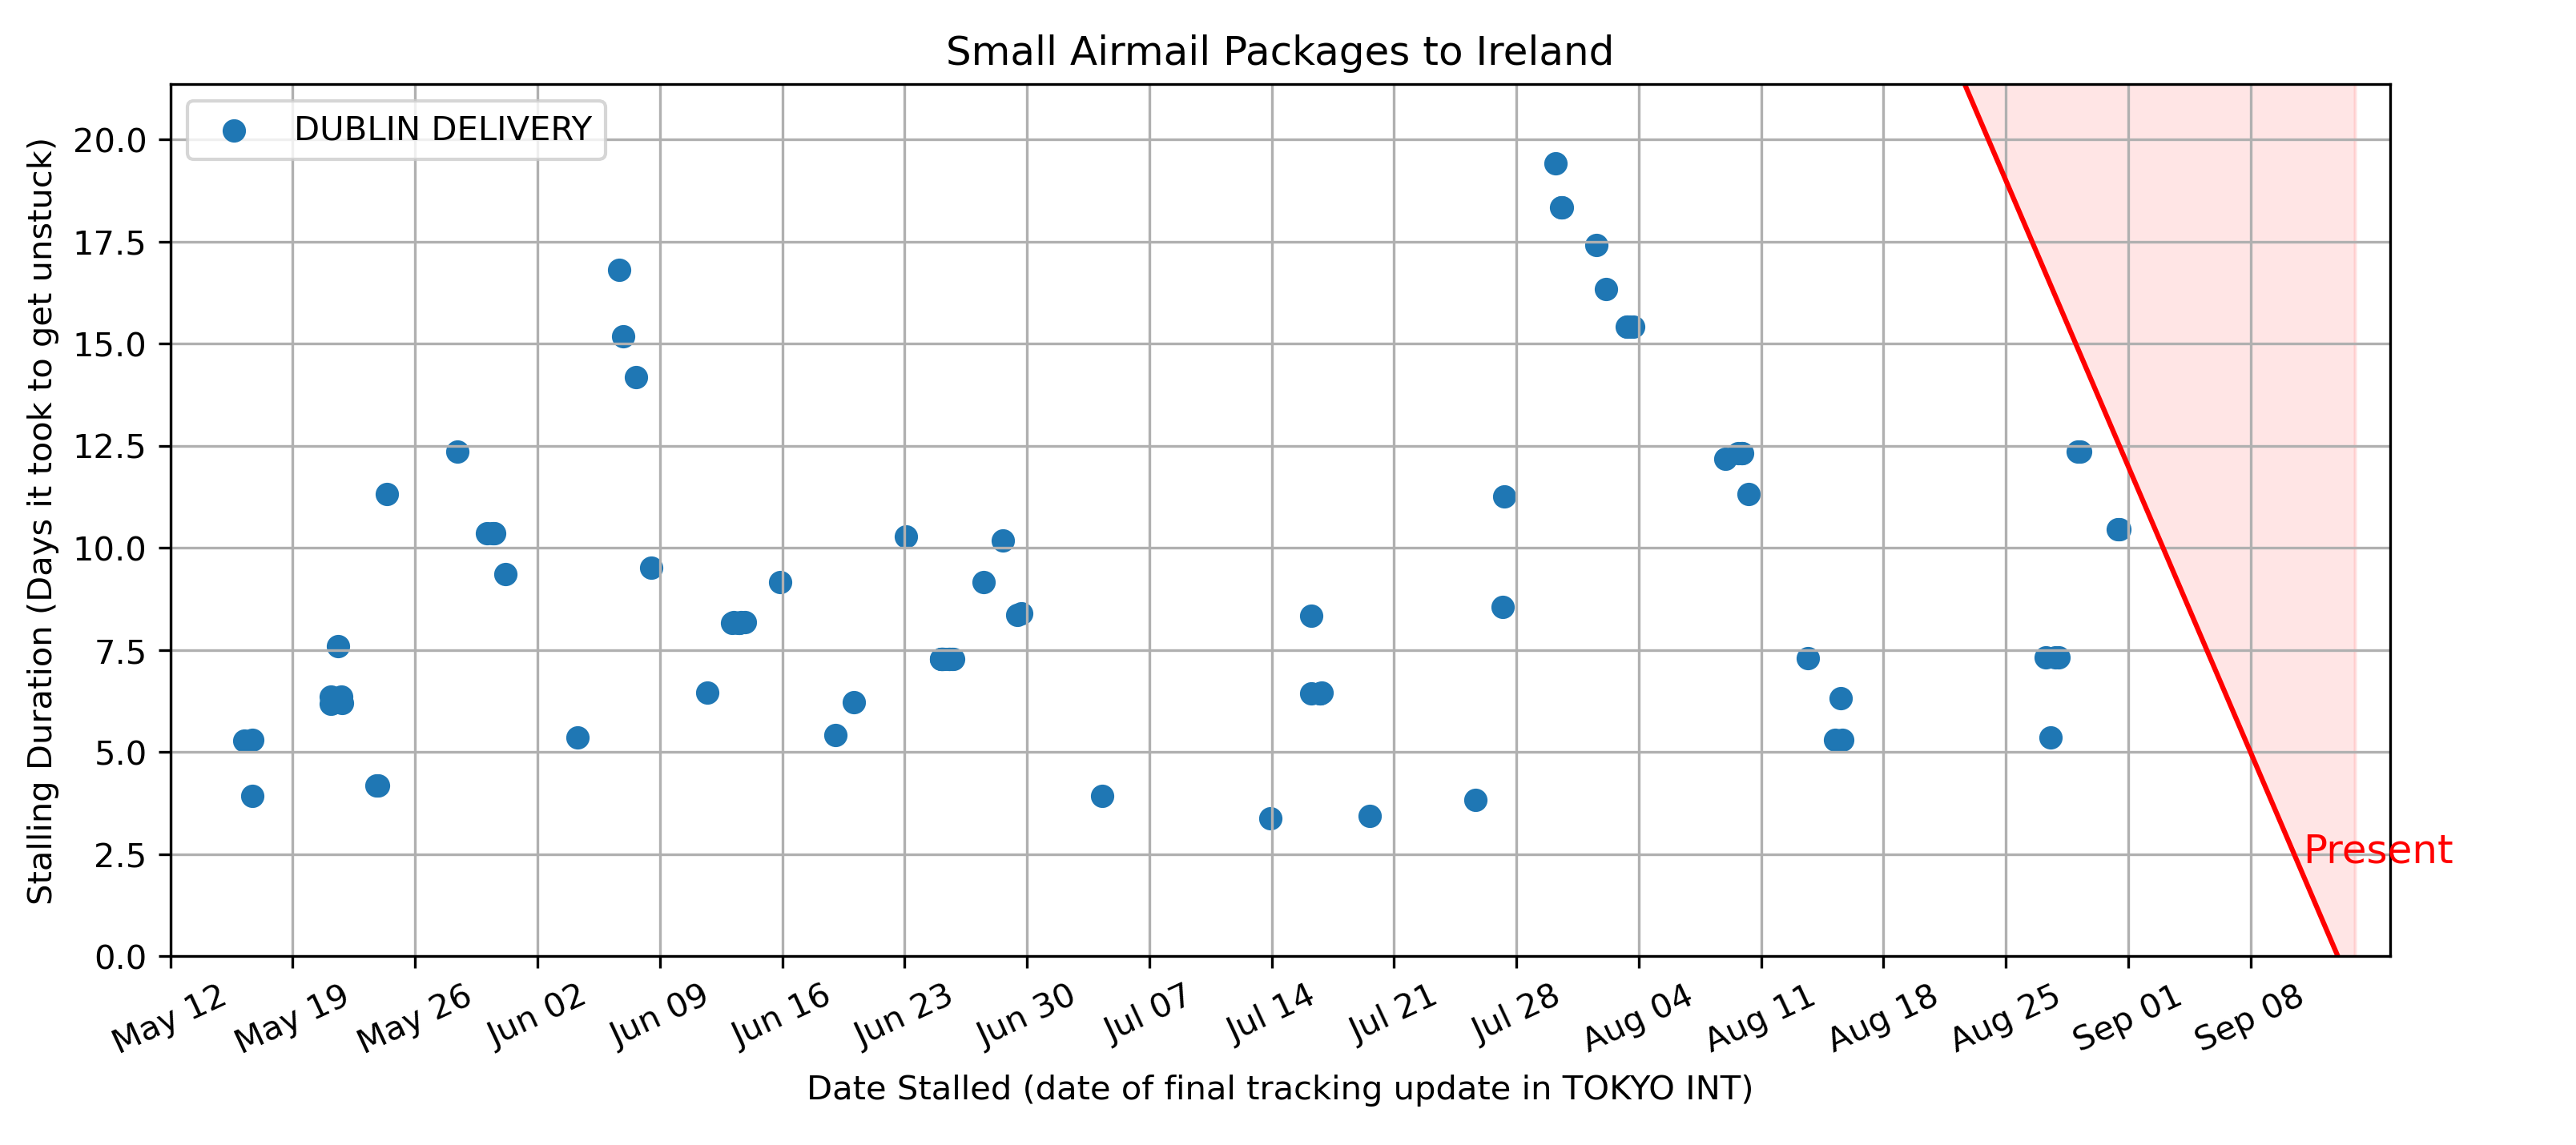 Small Airmail Packages to Ireland
DUBLIN DELIVERY
Stalling Duration (Days it took to get unstuck)
20.0
17.5
15.0
12.5
10.0
7.5
5.0
2.5
0.0
Present
May 12
May 19
May 26
Jun 02
Jun 09
Jun 16
Jun 23
Jun 30
Jul 07
Jul 14
Jul 21
Jul 28
Aug 04
Aug 11
Aug 18
Aug 25
Sep 01
Sep 08
Date Stalled (date of final tracking update in TOKYO INT)